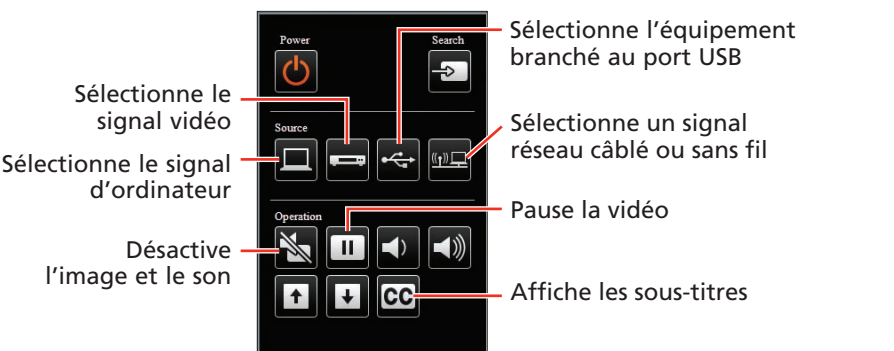 Sélectionne l’équipement
branché au port USB
Power
Search
Sélectionne le
signal vidéo
Source
Sélectionne un signal
réseau câblé ou sans fil
Sélectionne le signal
d’ordinateur
Operation
Pause la vidéo
Désactive
l’image et le son
CC
Affiche les sous-titres